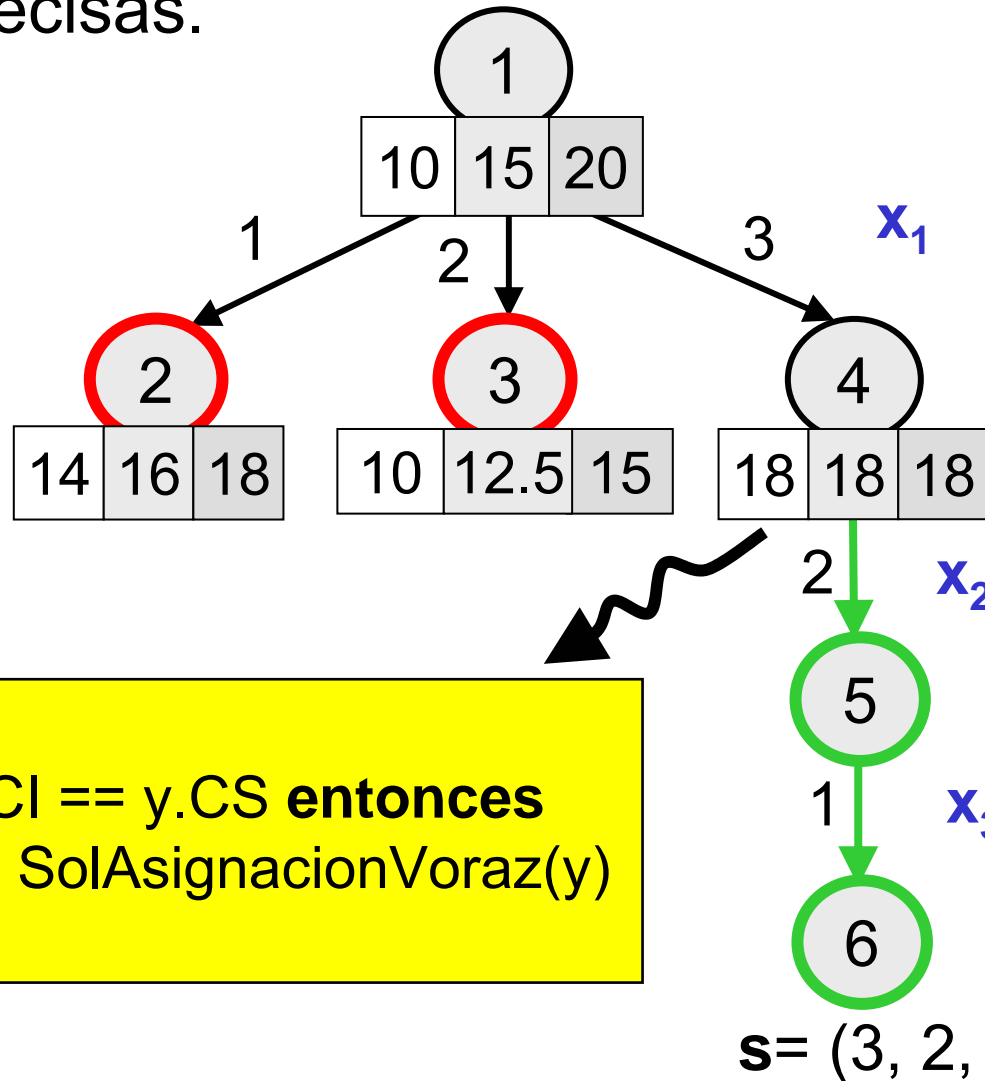 ecisas.
1
10 15 20
1 2 3 x₁
2 3 4
14 16 18 10 12.5 15 18 18 18
2 x₂
5
CI == y.CS entonces
SolAsignacionVoraz(y)
1 x₃
6
s= (3, 2,